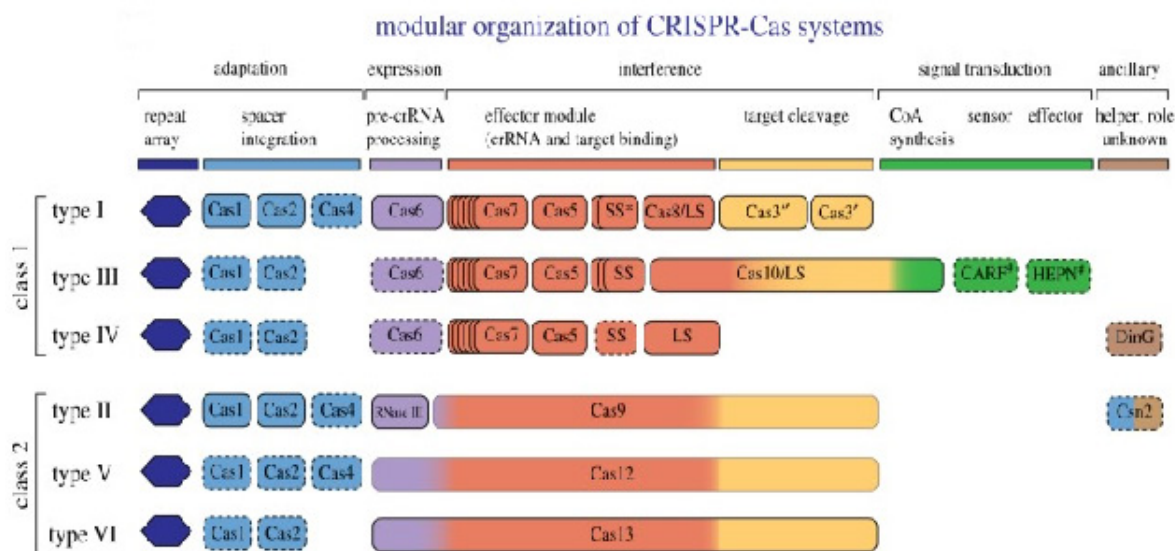 modular organization of CRISPR-Cas systems
adaptation expression interference signal transduction ancillary
repeat array spacer integration pre-crRNA processing effector module (crRNA and target binding) target cleavage CoA synthesis sensor effector helper, role unknown
class 1
type I Cas1 Cas2 Cas4 Cas6 Cas7 Cas5 SS* Cas8/LS Cas3″ Cas3′
type III Cas1 Cas2 Cas6 Cas7 Cas5 SS Cas10/LS CARF# HEPN#
type IV Cas1 Cas2 Cas6 Cas7 Cas5 SS LS DinG
class 2
type II Cas1 Cas2 Cas4 RNase III Cas9 Csn2
type V Cas1 Cas2 Cas4 Cas12
type VI Cas1 Cas2 Cas13